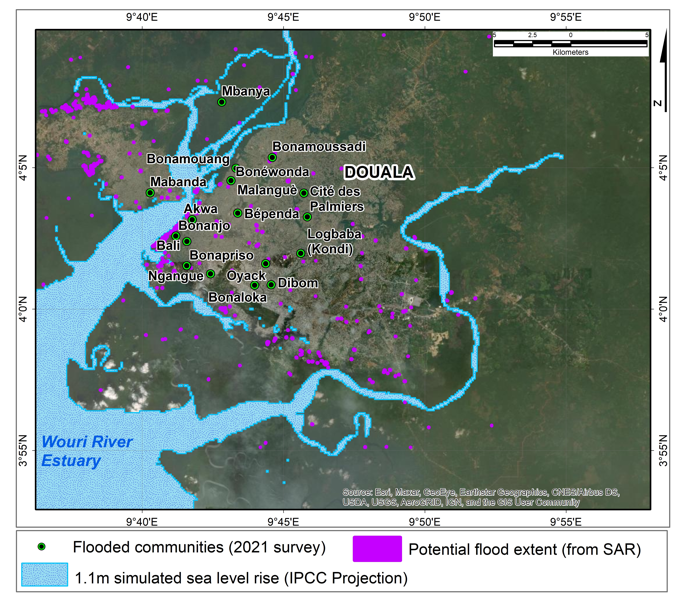 9°40'E 9°45'E 9°50'E 9°55'E
5 2.5 0 5
Kilometers
N
Mbanya
Bonamoussadi
4°5'N 4°5'N
Bonamouang
DOUALA
Bonéwonda
Mabanda
Malangué Cité des
Palmiers
Akwa
Bépenda
Bonanjo
Logbaba
(Kondi)
Bali
Bonapriso
Ngangue Oyack Dibom
Bonaloka
4°0'N 4°0'N
Wouri River
Estuary
3°55'N 3°55'N
Source: Esri, Maxar, GeoEye, Earthstar Geographics, CNES/Airbus DS,
USDA, USGS, AeroGRID, IGN, and the GIS User Community
9°40'E 9°45'E 9°50'E 9°55'E
Flooded communities (2021 survey) Potential flood extent (from SAR)
1.1m simulated sea level rise (IPCC Projection)